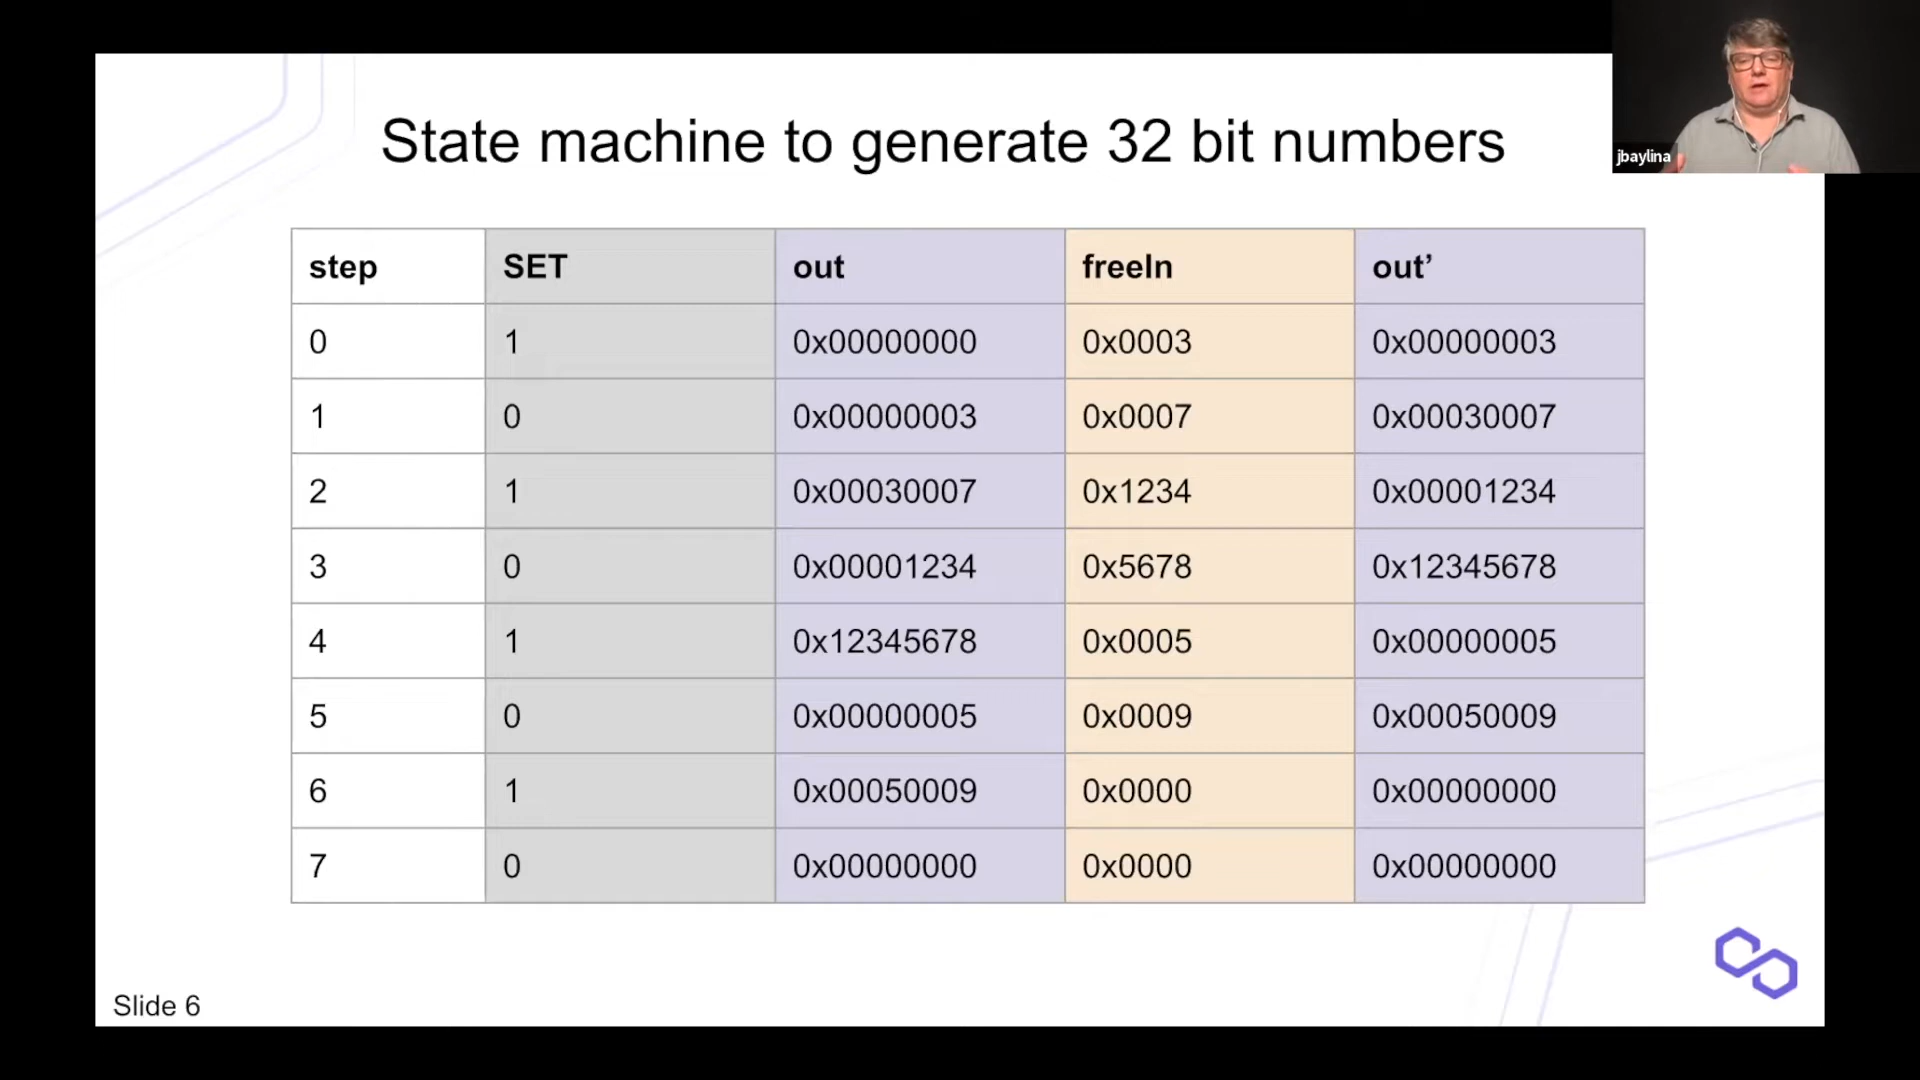 jbaylina
State machine to generate 32 bit numbers
step SET out freeIn out’
0 1 0x00000000 0x0003 0x00000003
1 0 0x00000003 0x0007 0x00030007
2 1 0x00030007 0x1234 0x00001234
3 0 0x00001234 0x5678 0x12345678
4 1 0x12345678 0x0005 0x00000005
5 0 0x00000005 0x0009 0x00050009
6 1 0x00050009 0x0000 0x00000000
7 0 0x00000000 0x0000 0x00000000
Slide 6